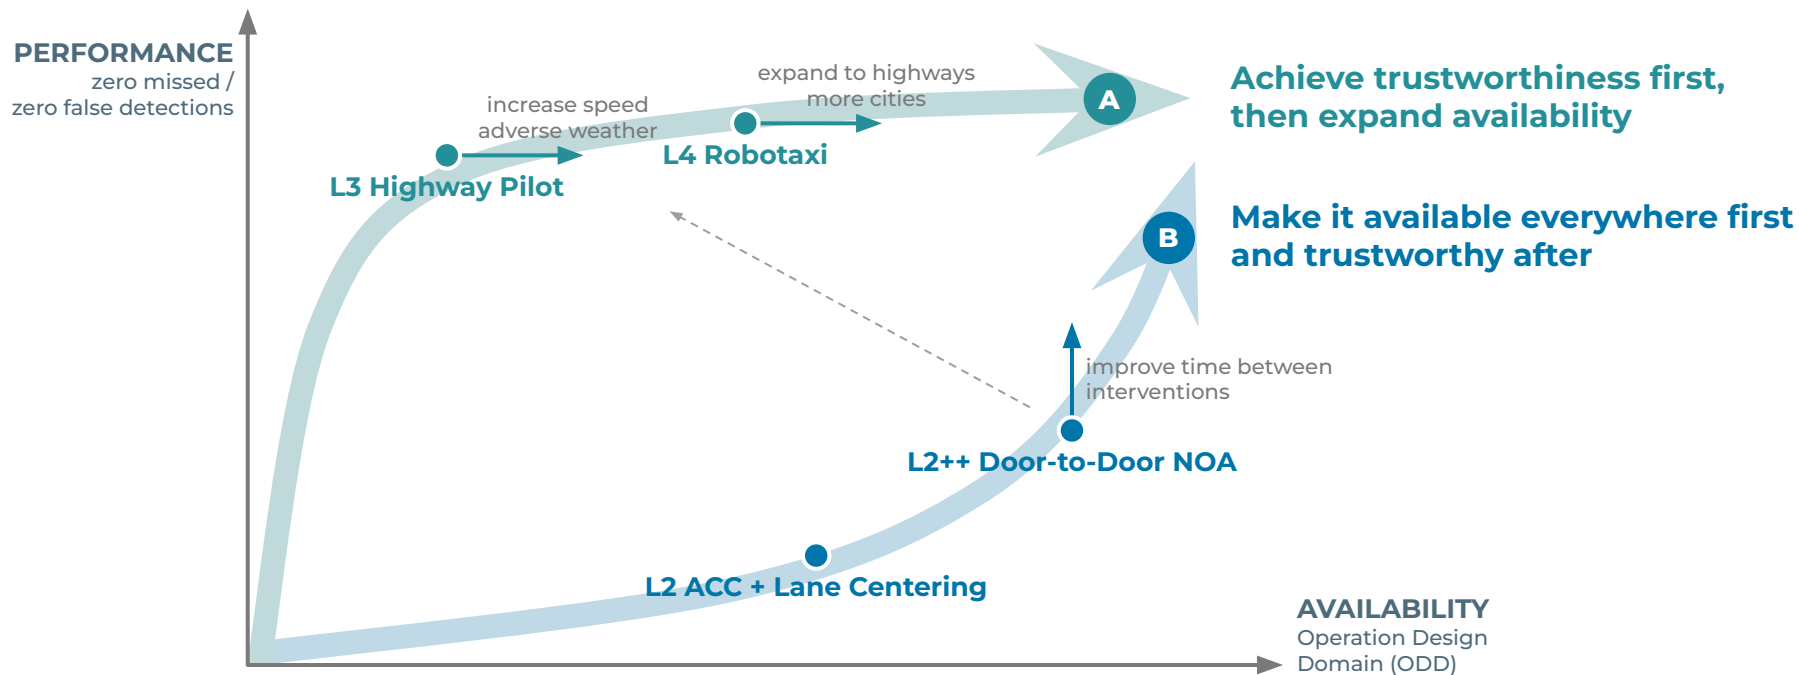 PERFORMANCE
zero missed /
zero false detections
increase speed
adverse weather
expand to highways
more cities
A
Achieve trustworthiness first,
then expand availability
L3 Highway Pilot
L4 Robotaxi
B
Make it available everywhere first
and trustworthy after
improve time between
interventions
L2++ Door-to-Door NOA
L2 ACC + Lane Centering
AVAILABILITY
Operation Design
Domain (ODD)